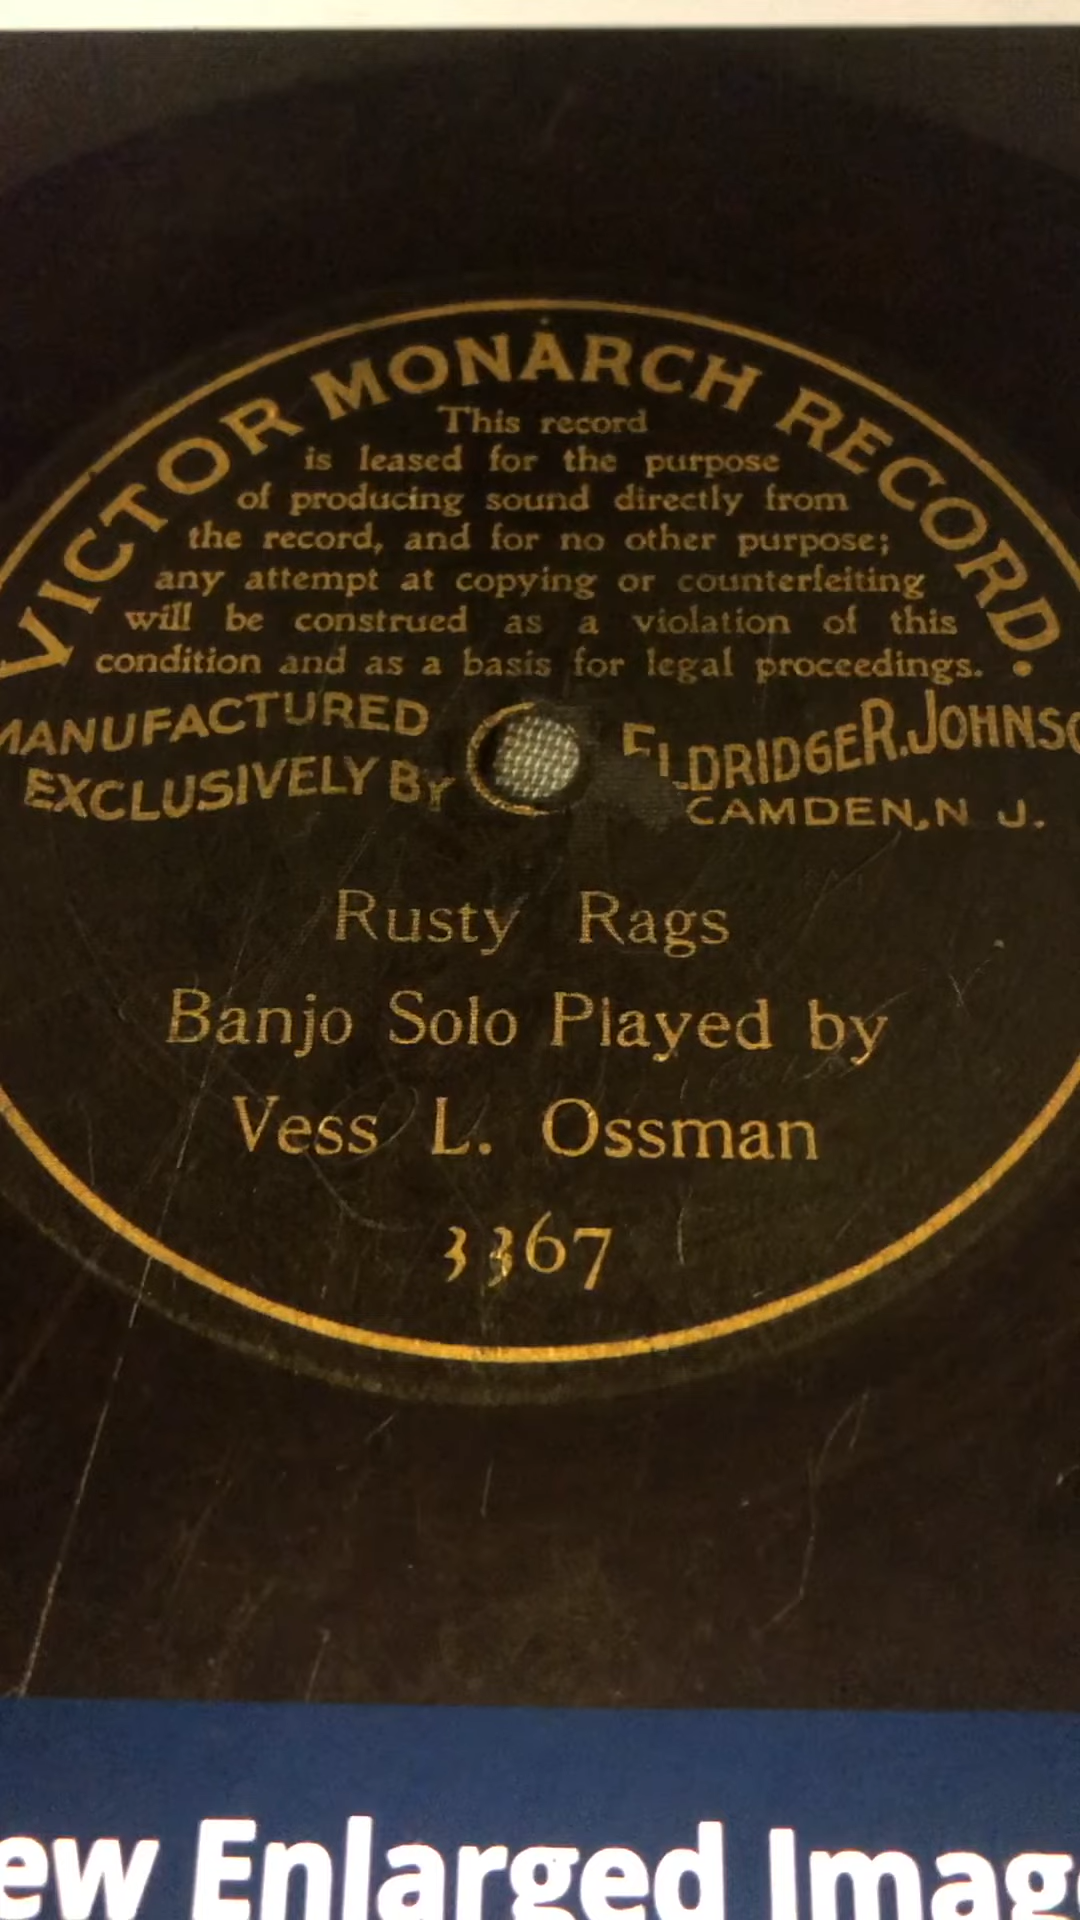 VICTOR MONARCH RECORD.
This record
is leased for the purpose
of producing sound directly from
the record, and for no other purpose;
any attempt at copying or counterfeiting
will be construed as a violation of this
condition and as a basis for legal proceedings.
MANUFACTURED
EXCLUSIVELY BY
ELDRIDGE R. JOHNSO
CAMDEN, N J.
Rusty Rags
Banjo Solo Played by
Vess L. Ossman
3367
ew Enlarged Image